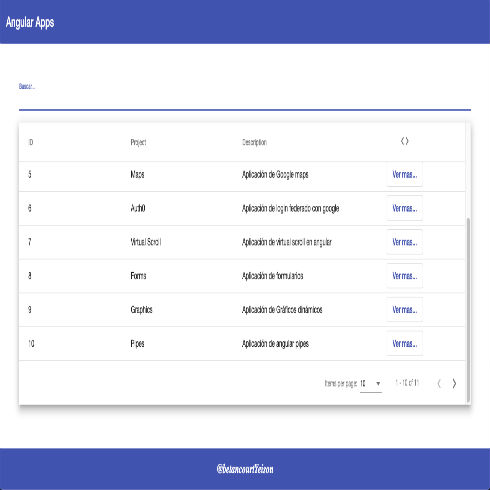 Angular Apps
Buscar...
ID Project Description <>
5 Maps Aplicación de Google maps Ver mas...
6 Auth0 Aplicación de login federado con google Ver mas...
7 Virtual Scroll Aplicación de virtual scroll en angular Ver mas...
8 Forms Aplicación de formularios Ver mas...
9 Graphics Aplicación de Gráficos dinámicos Ver mas...
10 Pipes Aplicación de angular pipes Ver mas...
Items per page: 10 1 - 10 of 11
@betancourtYeizon